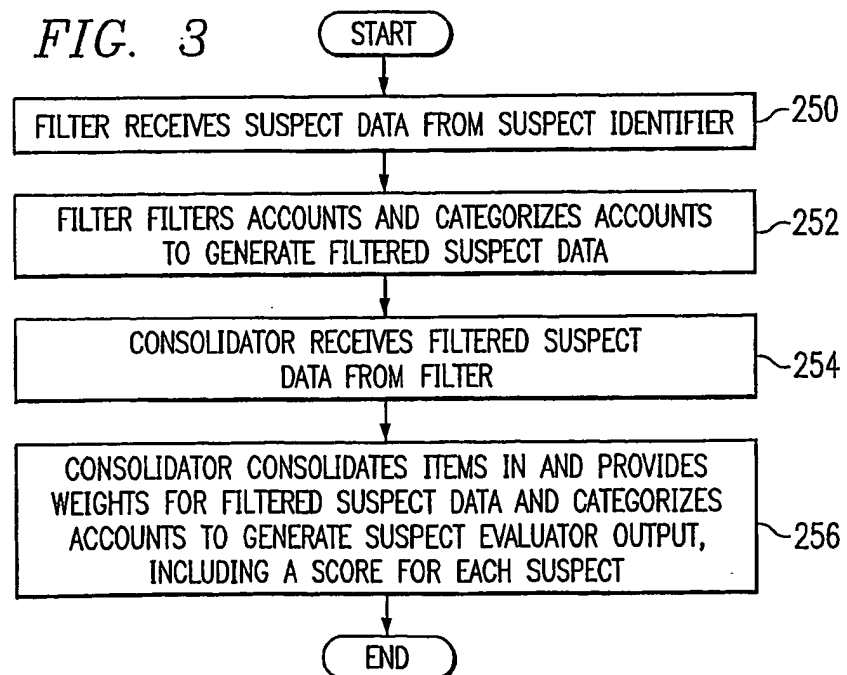 FIG. 3
START
FILTER RECEIVES SUSPECT DATA FROM SUSPECT IDENTIFIER
250
FILTER FILTERS ACCOUNTS AND CATEGORIZES ACCOUNTS
TO GENERATE FILTERED SUSPECT DATA
252
CONSOLIDATOR RECEIVES FILTERED SUSPECT
DATA FROM FILTER
254
CONSOLIDATOR CONSOLIDATES ITEMS IN AND PROVIDES
WEIGHTS FOR FILTERED SUSPECT DATA AND CATEGORIZES
ACCOUNTS TO GENERATE SUSPECT EVALUATOR OUTPUT,
INCLUDING A SCORE FOR EACH SUSPECT
256
END